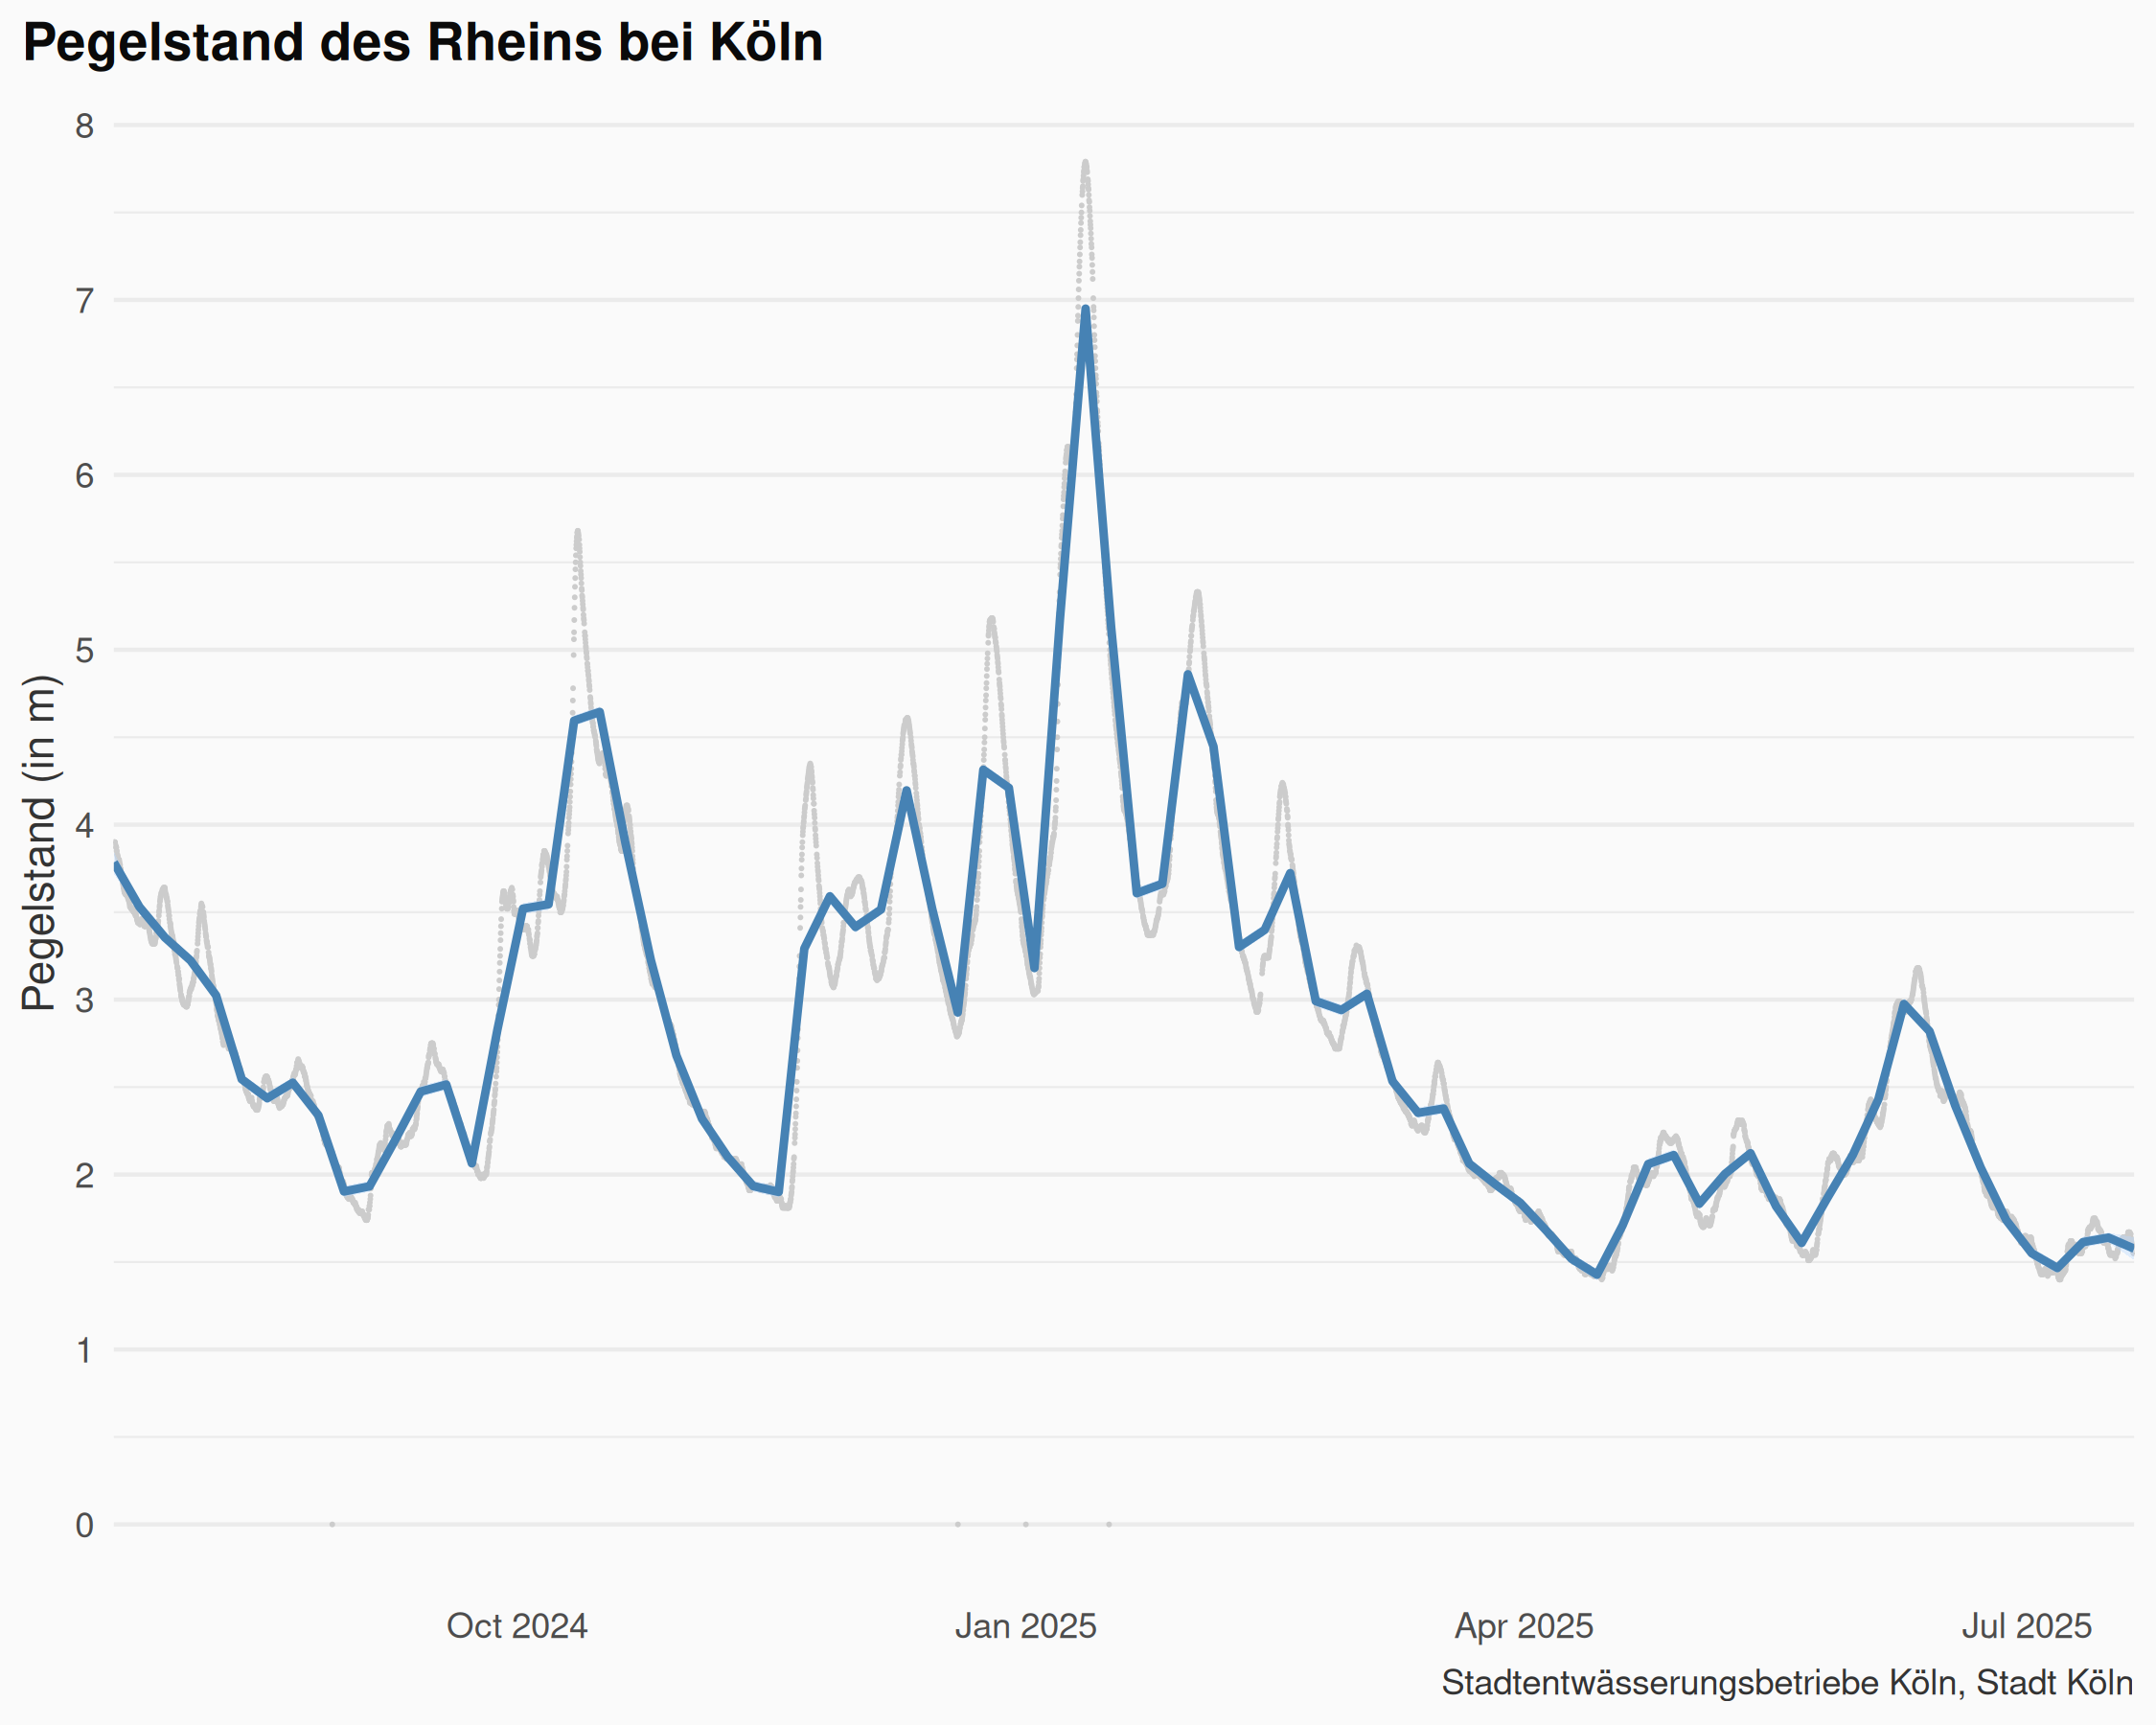 Pegelstand des Rheins bei Köln
8
7
6
5
4
3
2
1
0
Pegelstand (in m)
Oct 2024
Jan 2025
Apr 2025
Jul 2025
Stadtentwässerungsbetriebe Köln, Stadt Köln